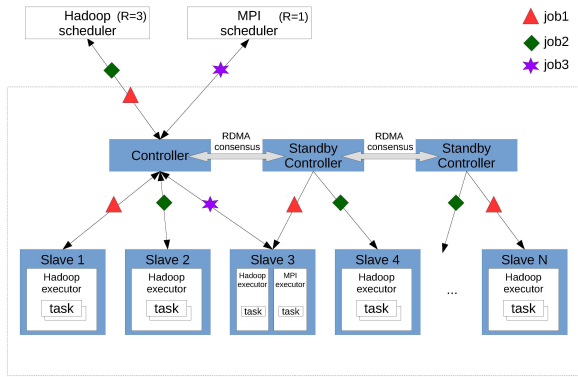 Hadoop (R=3)
scheduler
MPI (R=1)
scheduler
job1
job2
job3
Controller
RDMA
consensus
Standby
Controller
RDMA
consensus
Standby
Controller
Slave 1
Hadoop
executor
task
Slave 2
Hadoop
executor
task
Slave 3
Hadoop
executor
task
MPI
executor
task
Slave 4
Hadoop
executor
task
...
Slave N
Hadoop
executor
task